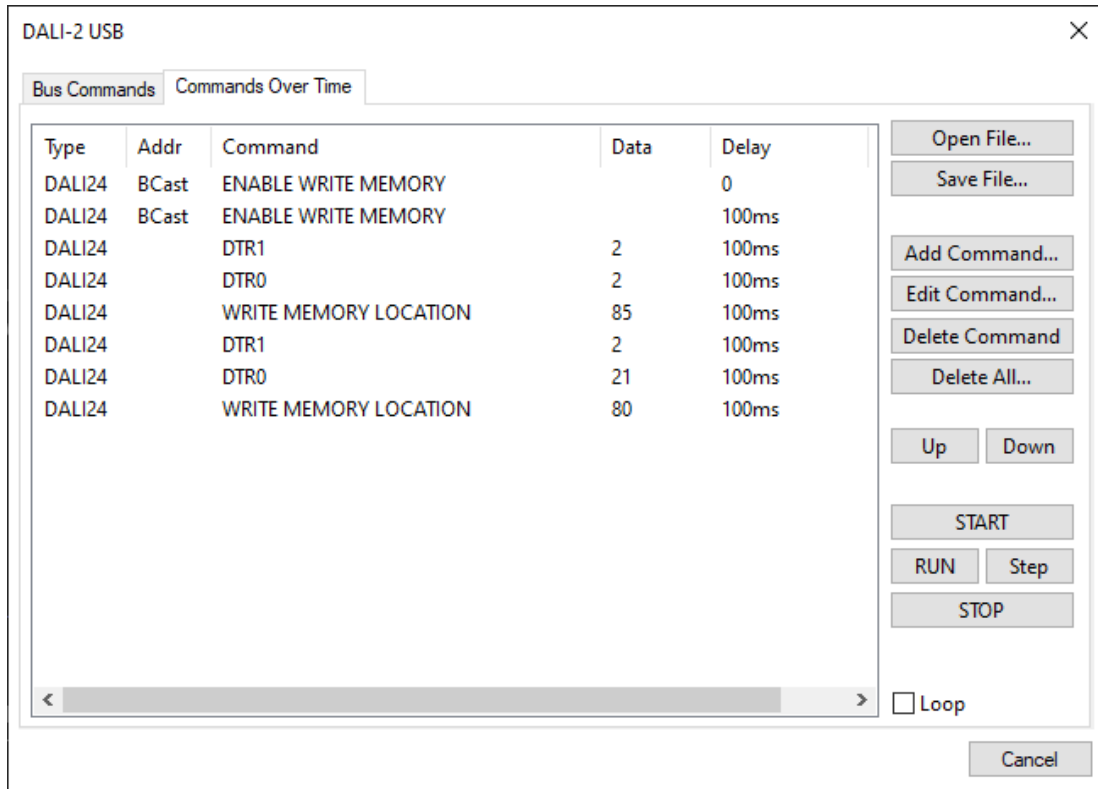 DALI-2 USB
Bus Commands Commands Over Time
Type Addr Command Data Delay
DALI24 BCast ENABLE WRITE MEMORY 0
DALI24 BCast ENABLE WRITE MEMORY 100ms
DALI24 DTR1 2 100ms
DALI24 DTR0 2 100ms
DALI24 WRITE MEMORY LOCATION 85 100ms
DALI24 DTR1 2 100ms
DALI24 DTR0 21 100ms
DALI24 WRITE MEMORY LOCATION 80 100ms
Open File...
Save File...
Add Command...
Edit Command...
Delete Command
Delete All...
Up Down
START
RUN Step
STOP
Loop
Cancel